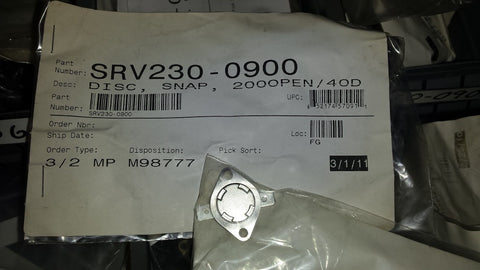 Part
Number: SRV230-0900
Desc: DISC, SNAP, 200OPEN/40D
Part
Number:
UPC:
SRV230-0900
Order Nbr:
Loc:
Ship Date:
FG
Order Type: Disposition: Pick Sort:
3/2 MP M98777 3/1/11